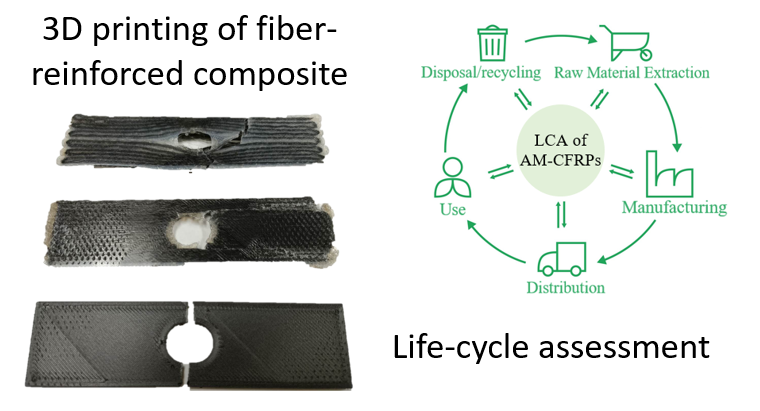 3D printing of fiber-
reinforced composite
Disposal/recycling
Raw Material Extraction
LCA of
AM-CFRPs
Use
Manufacturing
Distribution
Life-cycle assessment